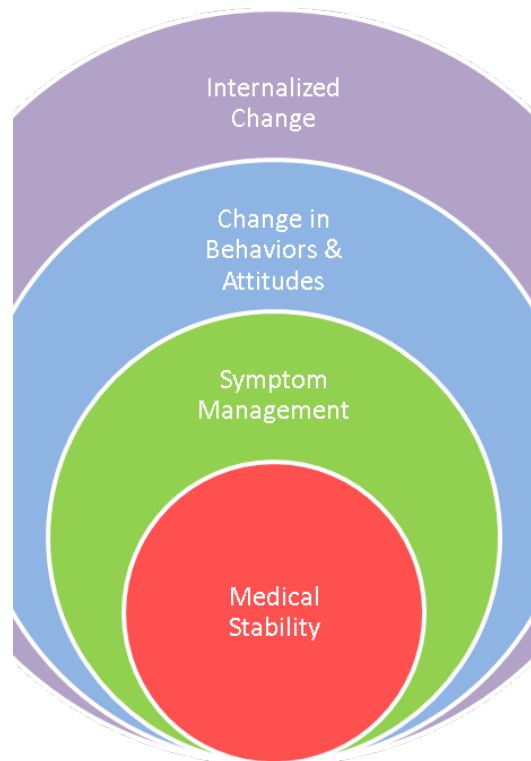 Internalized
Change
Change in
Behaviors &
Attitudes
Symptom
Management
Medical
Stability